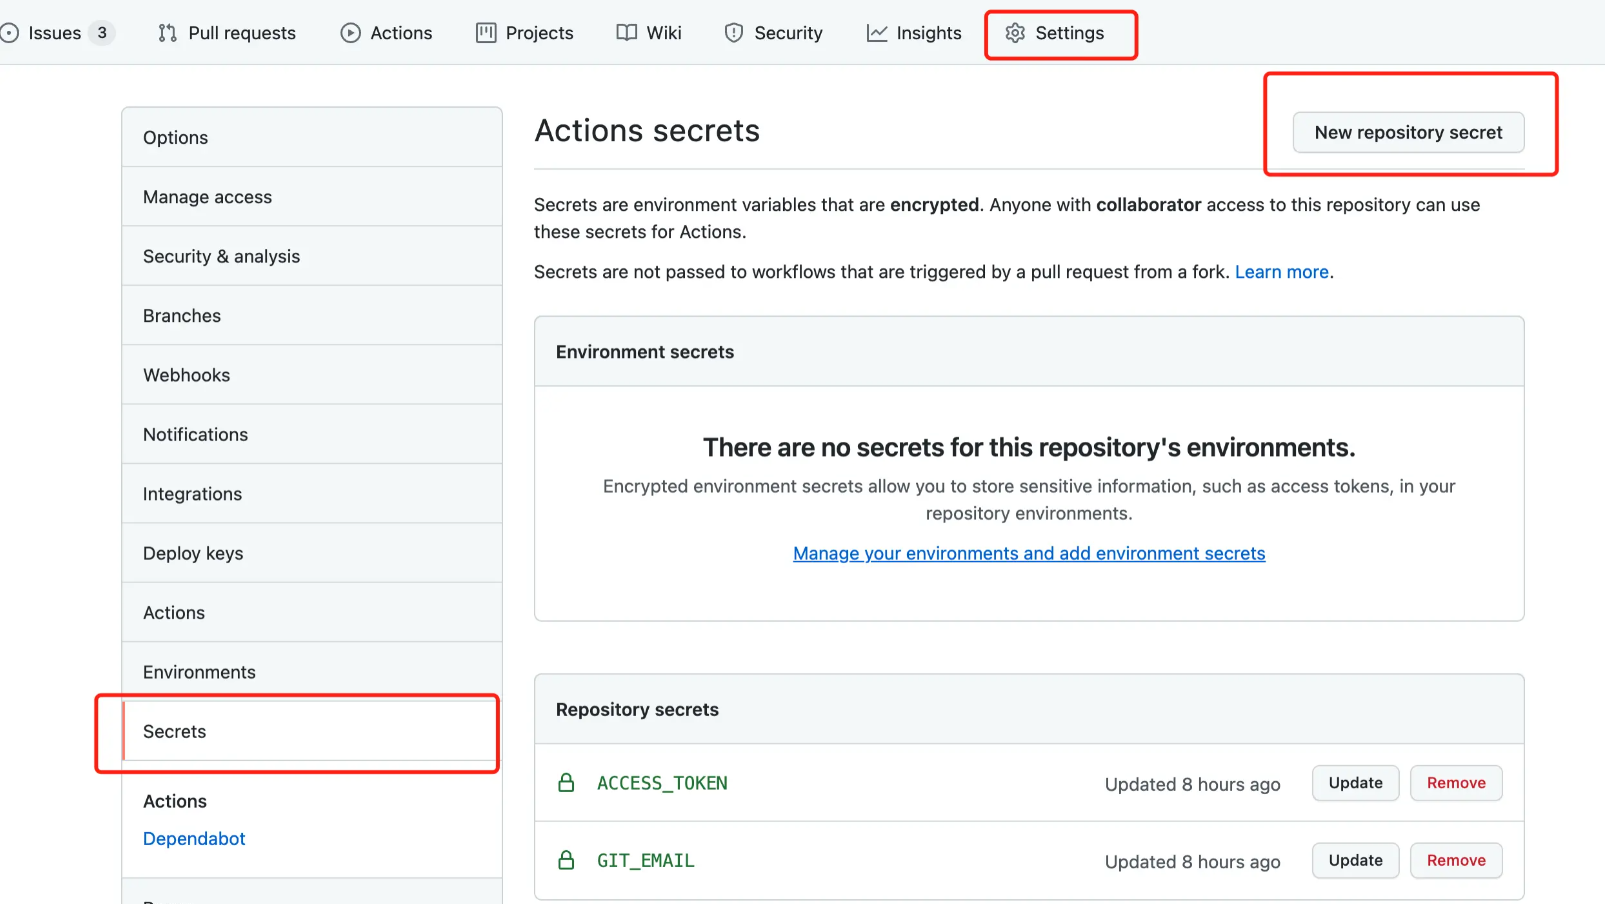 Issues 3 Pull requests Actions Projects Wiki Security Insights Settings
Options
Manage access
Security & analysis
Branches
Webhooks
Notifications
Integrations
Deploy keys
Actions
Environments
Secrets
Actions
Dependabot
Actions secrets
New repository secret
Secrets are environment variables that are encrypted. Anyone with collaborator access to this repository can use
these secrets for Actions.
Secrets are not passed to workflows that are triggered by a pull request from a fork. Learn more.
Environment secrets
There are no secrets for this repository's environments.
Encrypted environment secrets allow you to store sensitive information, such as access tokens, in your
repository environments.
Manage your environments and add environment secrets
Repository secrets
ACCESS_TOKEN Updated 8 hours ago Update Remove
GIT_EMAIL Updated 8 hours ago Update Remove